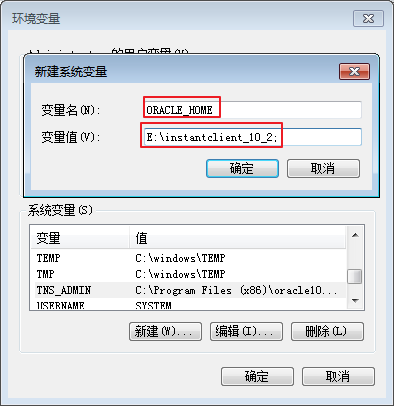 环境变量
新建系统变量
变量名(N):
ORACLE_HOME
变量值(V):
E:\instantclient_10_2;
确定
取消
系统变量(S)
变量
值
TEMP
C:\windows\TEMP
TMP
C:\windows\TEMP
TNS_ADMIN
C:\Program Files (x86)\oracle10...
USERNAME
SYSTEM
新建(W)...
编辑(I)...
删除(L)
确定
取消